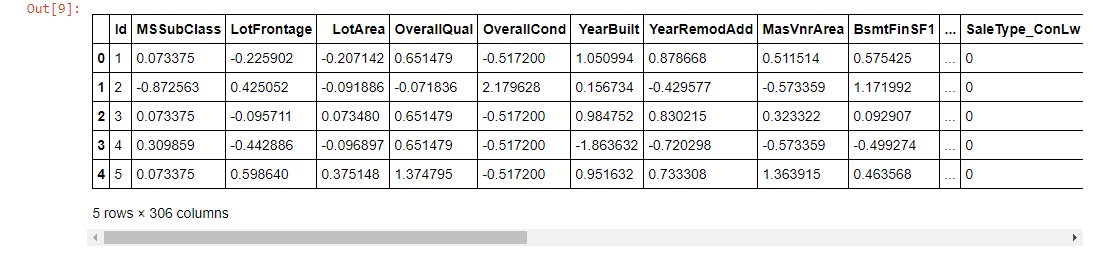 Out[9]:
Id MSSubClass LotFrontage LotArea OverallQual OverallCond YearBuilt YearRemodAdd MasVnrArea BsmtFinSF1 ... SaleType_ConLw
0 1 0.073375 -0.225902 -0.207142 0.651479 -0.517200 1.050994 0.878668 0.511514 0.575425 ... 0
1 2 -0.872563 0.425052 -0.091886 -0.071836 2.179628 0.156734 -0.429577 -0.573359 1.171992 ... 0
2 3 0.073375 -0.095711 0.073480 0.651479 -0.517200 0.984752 0.830215 0.323322 0.092907 ... 0
3 4 0.309859 -0.442886 -0.096897 0.651479 -0.517200 -1.863632 -0.720298 -0.573359 -0.499274 ... 0
4 5 0.073375 0.598640 0.375148 1.374795 -0.517200 0.951632 0.733308 1.363915 0.463568 ... 0
5 rows × 306 columns